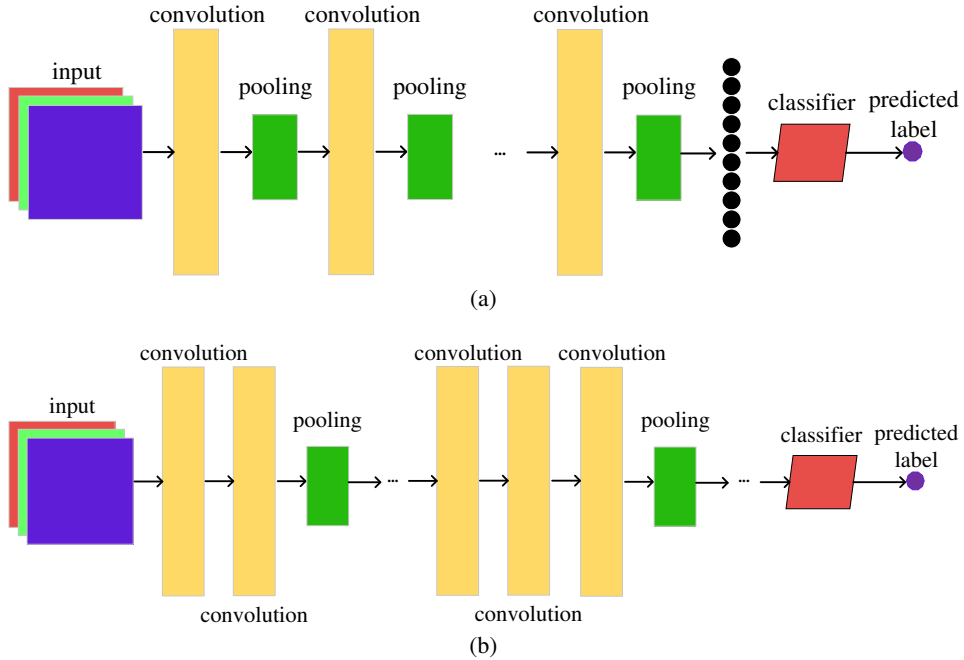 convolution convolution convolution
input pooling pooling pooling classifier predicted
label
...
(a)
convolution convolution convolution
input pooling pooling classifier predicted
label
... ...
convolution convolution
(b)